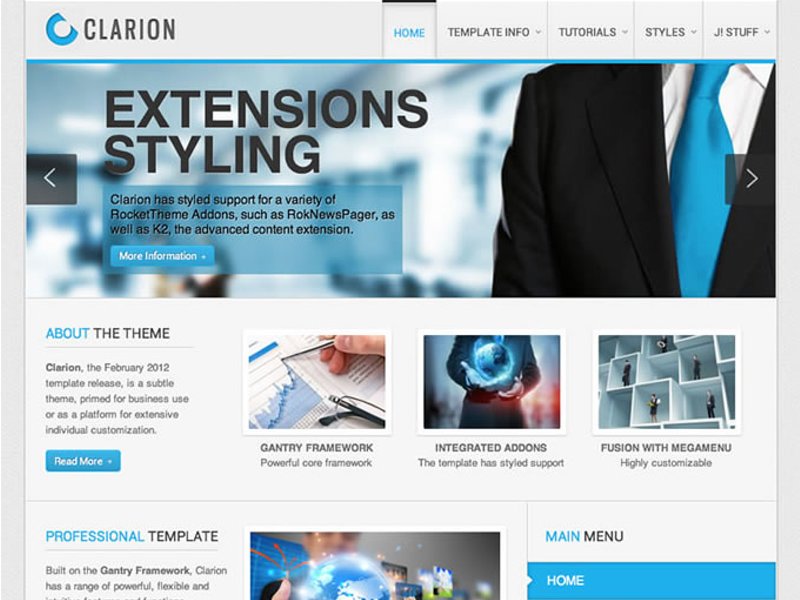 CLARION
HOME
TEMPLATE INFO
TUTORIALS
STYLES
J! STUFF
EXTENSIONS
STYLING
Clarion has styled support for a variety of
RocketTheme Addons, such as RokNewsPager, as
well as K2, the advanced content extension.
More Information +
ABOUT THE THEME
Clarion, the February 2012
template release, is a subtle
theme, primed for business use
or as a platform for extensive
individual customization.
Read More +
GANTRY FRAMEWORK
Powerful core framework
INTEGRATED ADDONS
The template has styled support
FUSION WITH MEGAMENU
Highly customizable
PROFESSIONAL TEMPLATE
Built on the Gantry Framework, Clarion
has a range of powerful, flexible and
MAIN MENU
HOME